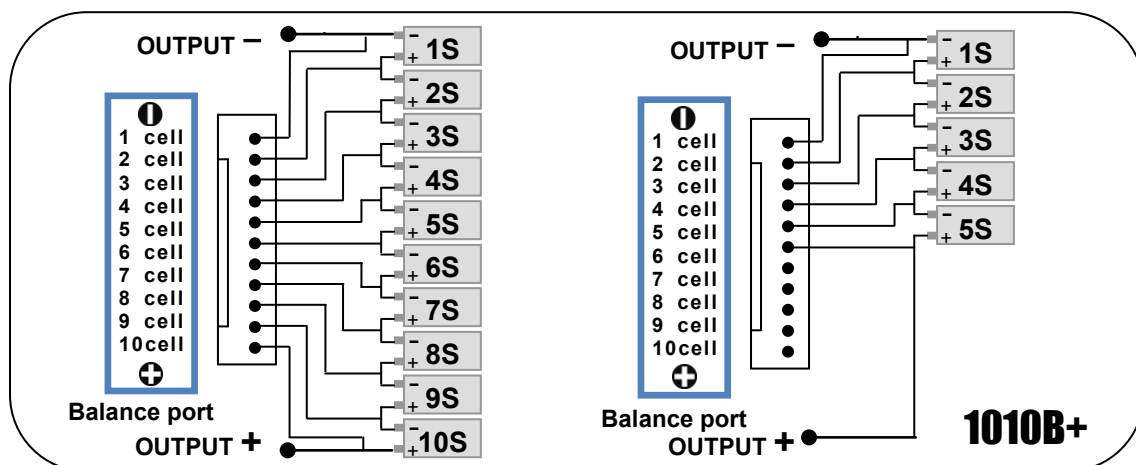 OUTPUT −
− 1S +
− 2S +
− 3S +
− 4S +
− 5S +
− 6S +
− 7S +
− 8S +
− 9S +
− 10S +
1 cell
2 cell
3 cell
4 cell
5 cell
6 cell
7 cell
8 cell
9 cell
10cell
Balance port
OUTPUT +
OUTPUT −
− 1S +
− 2S +
− 3S +
− 4S +
− 5S +
1 cell
2 cell
3 cell
4 cell
5 cell
6 cell
7 cell
8 cell
9 cell
10cell
Balance port
OUTPUT +
1010B+